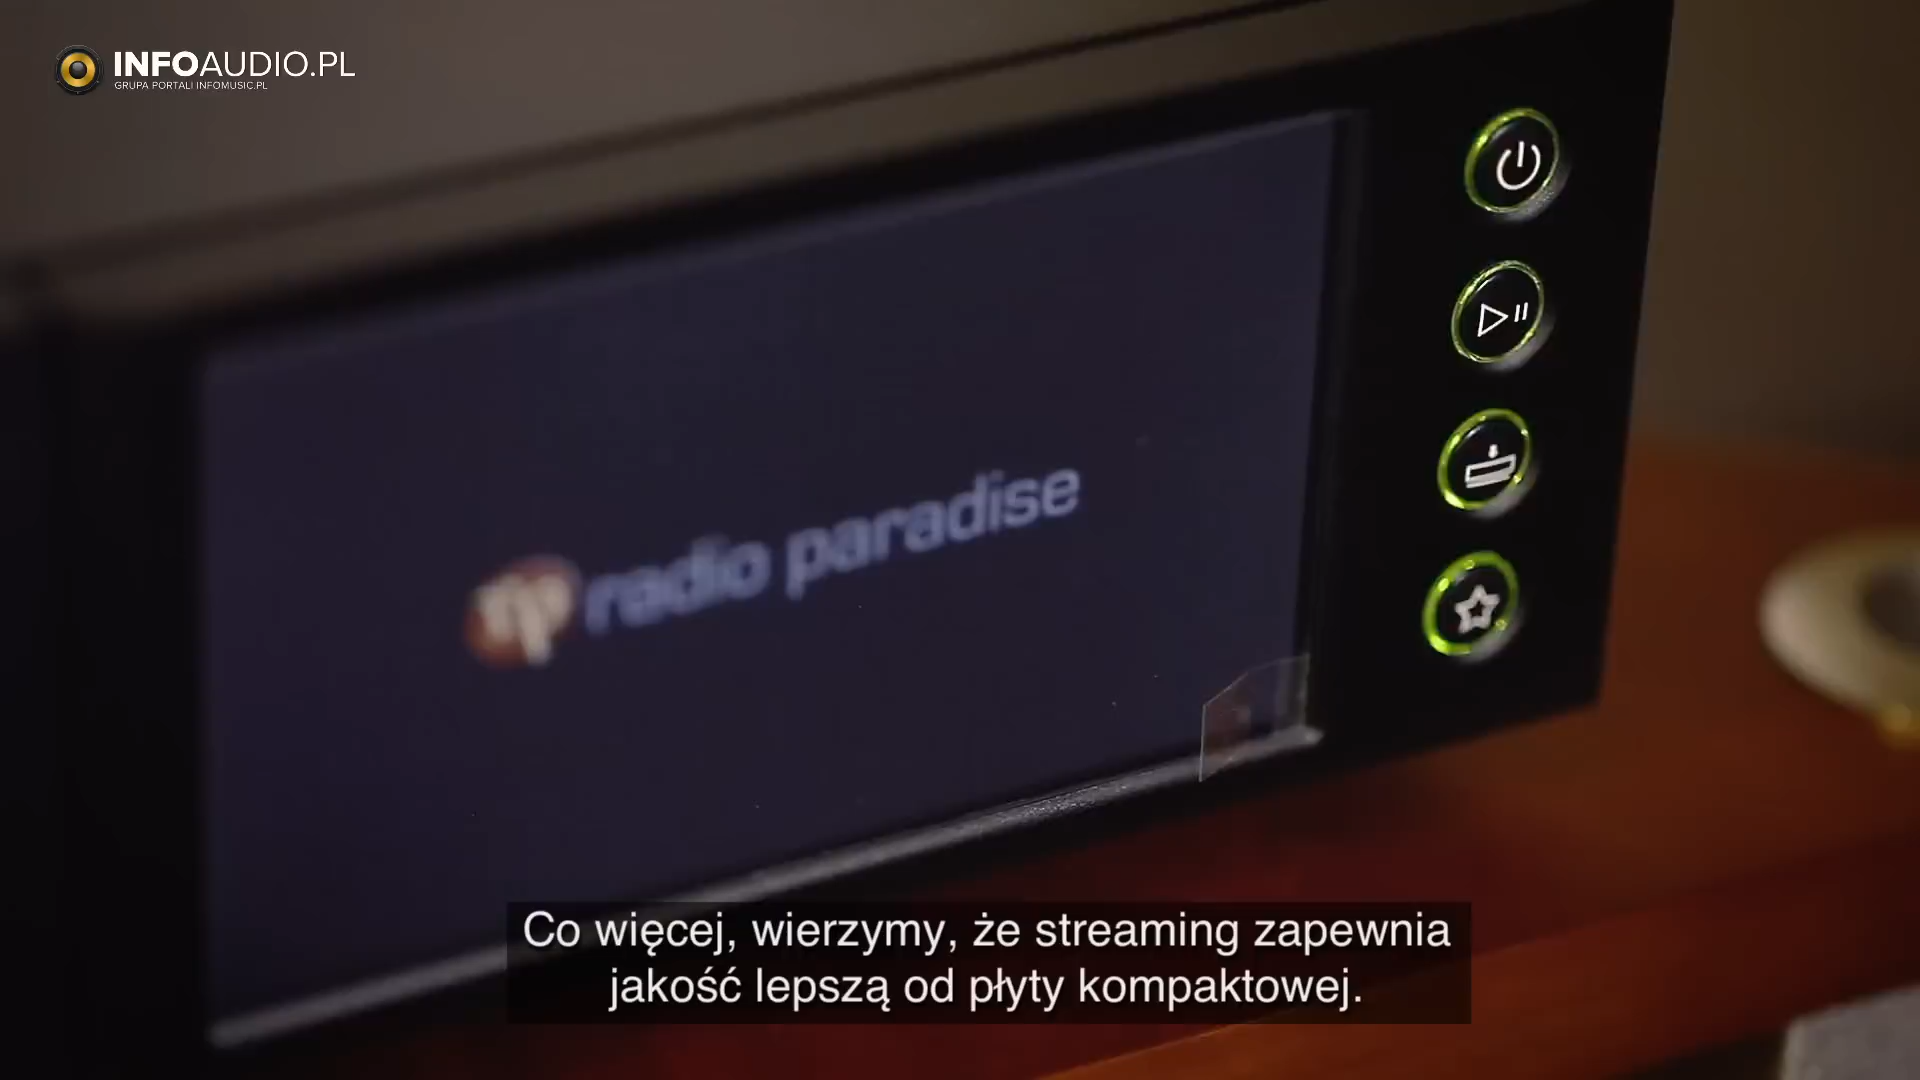 INFOAUDIO.PL
GRUPA PORTALI INFOMUSIC.PL
rp radio paradise
Co więcej, wierzymy, że streaming zapewnia
jakość lepszą od płyty kompaktowej.